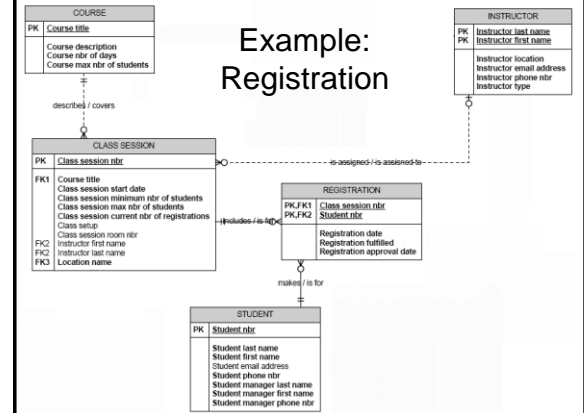 COURSE
PK Course title
Course description
Course nbr of days
Course max nbr of students
Example:
Registration
INSTRUCTOR
PK Instructor last name
PK Instructor first name
Instructor location
Instructor email address
Instructor phone nbr
Instructor type
describes / covers
CLASS SESSION
PK Class session nbr
FK1 Course title
Class session start date
Class session minimum nbr of students
Class session max nbr of students
Class session current nbr of registrations
Class setup
Class session room nbr
FK2 Instructor first name
FK2 Instructor last name
FK3 Location name
is assigned / is assigned to
includes / is for
REGISTRATION
PK,FK1 Class session nbr
PK,FK2 Student nbr
Registration date
Registration fulfilled
Registration approval date
makes / is for
STUDENT
PK Student nbr
Student last name
Student first name
Student email address
Student phone nbr
Student manager last name
Student manager first name
Student manager phone nbr